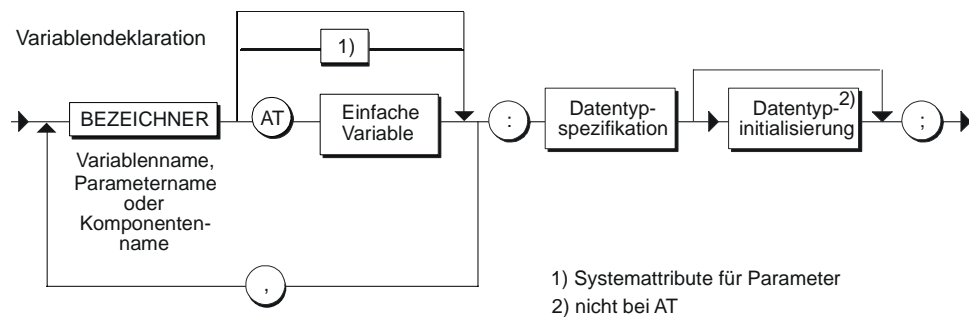 Variablendeklaration
1)
BEZEICHNER
AT
Einfache
Variable
:
Datentyp-
spezifikation
Datentyp-2)
initialisierung
;
Variablenname,
Parametername
oder
Komponenten-
name
,
1) Systemattribute für Parameter
2) nicht bei AT